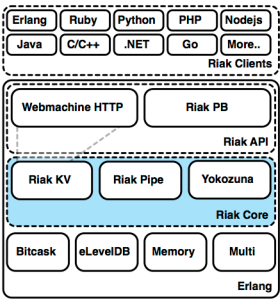 Erlang Ruby Python PHP Nodejs
Java C/C++ .NET Go More..
Riak Clients
Webmachine HTTP Riak PB
Riak API
Riak KV Riak Pipe Yokozuna
Riak Core
Bitcask eLevelDB Memory Multi
Erlang